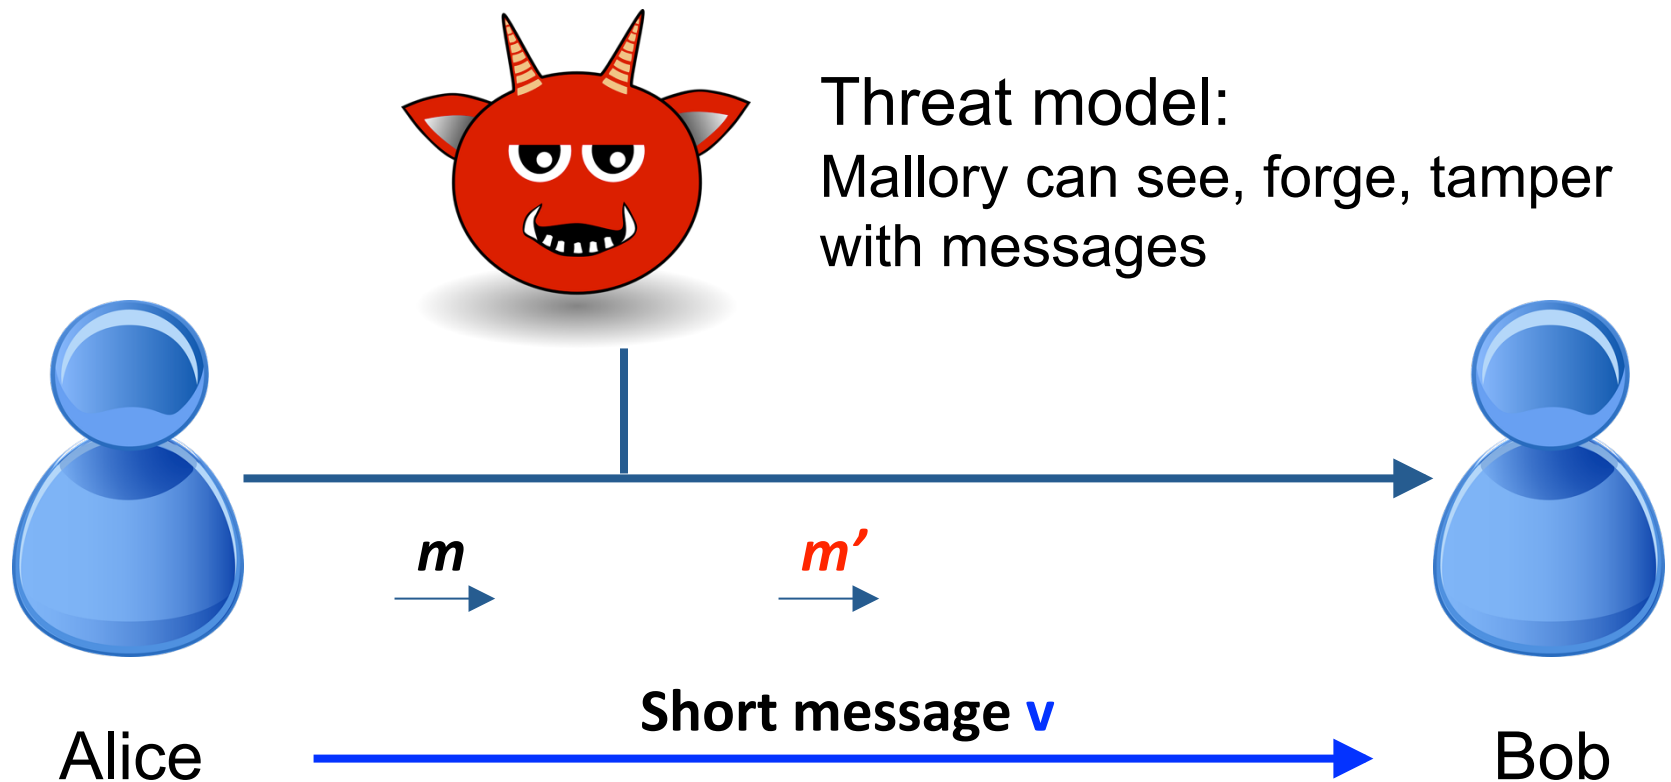 Threat model:
Mallory can see, forge, tamper
with messages
m
m’
Short message v
Alice
Bob